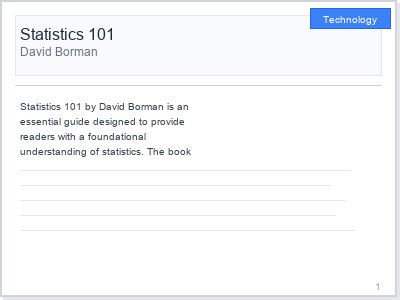 Technology
Statistics 101
David Borman
Statistics 101 by David Borman is an
essential guide designed to provide
readers with a foundational
understanding of statistics. The book
1